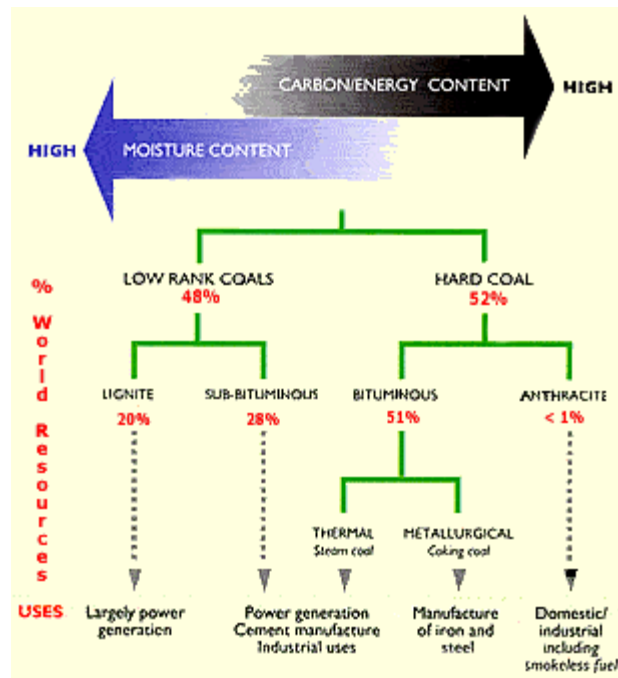 CARBON/ENERGY CONTENT
HIGH
HIGH
MOISTURE CONTENT
% World Resources
LOW RANK COALS
48%
HARD COAL
52%
LIGNITE
20%
SUB-BITUMINOUS
28%
BITUMINOUS
51%
ANTHRACITE
< 1%
THERMAL
Steam coal
METALLURGICAL
Coking coal
USES
Largely power
generation
Power generation
Cement manufacture
Industrial uses
Manufacture
of iron and
steel
Domestic/
industrial
including
smokeless fuel